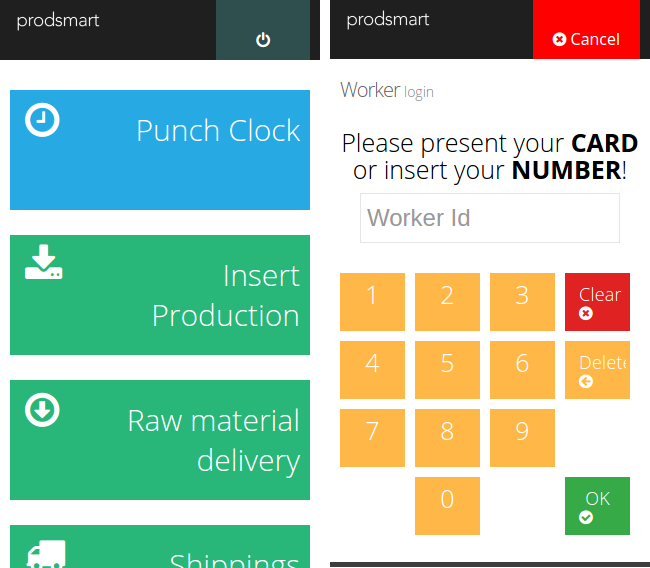 prodsmart
Punch Clock
Insert
Production
Raw material
delivery
Shippings
prodsmart
Cancel
Worker login
Please present your CARD
or insert your NUMBER!
Worker Id
1 2 3 Clear
4 5 6 Delete
7 8 9
0 OK